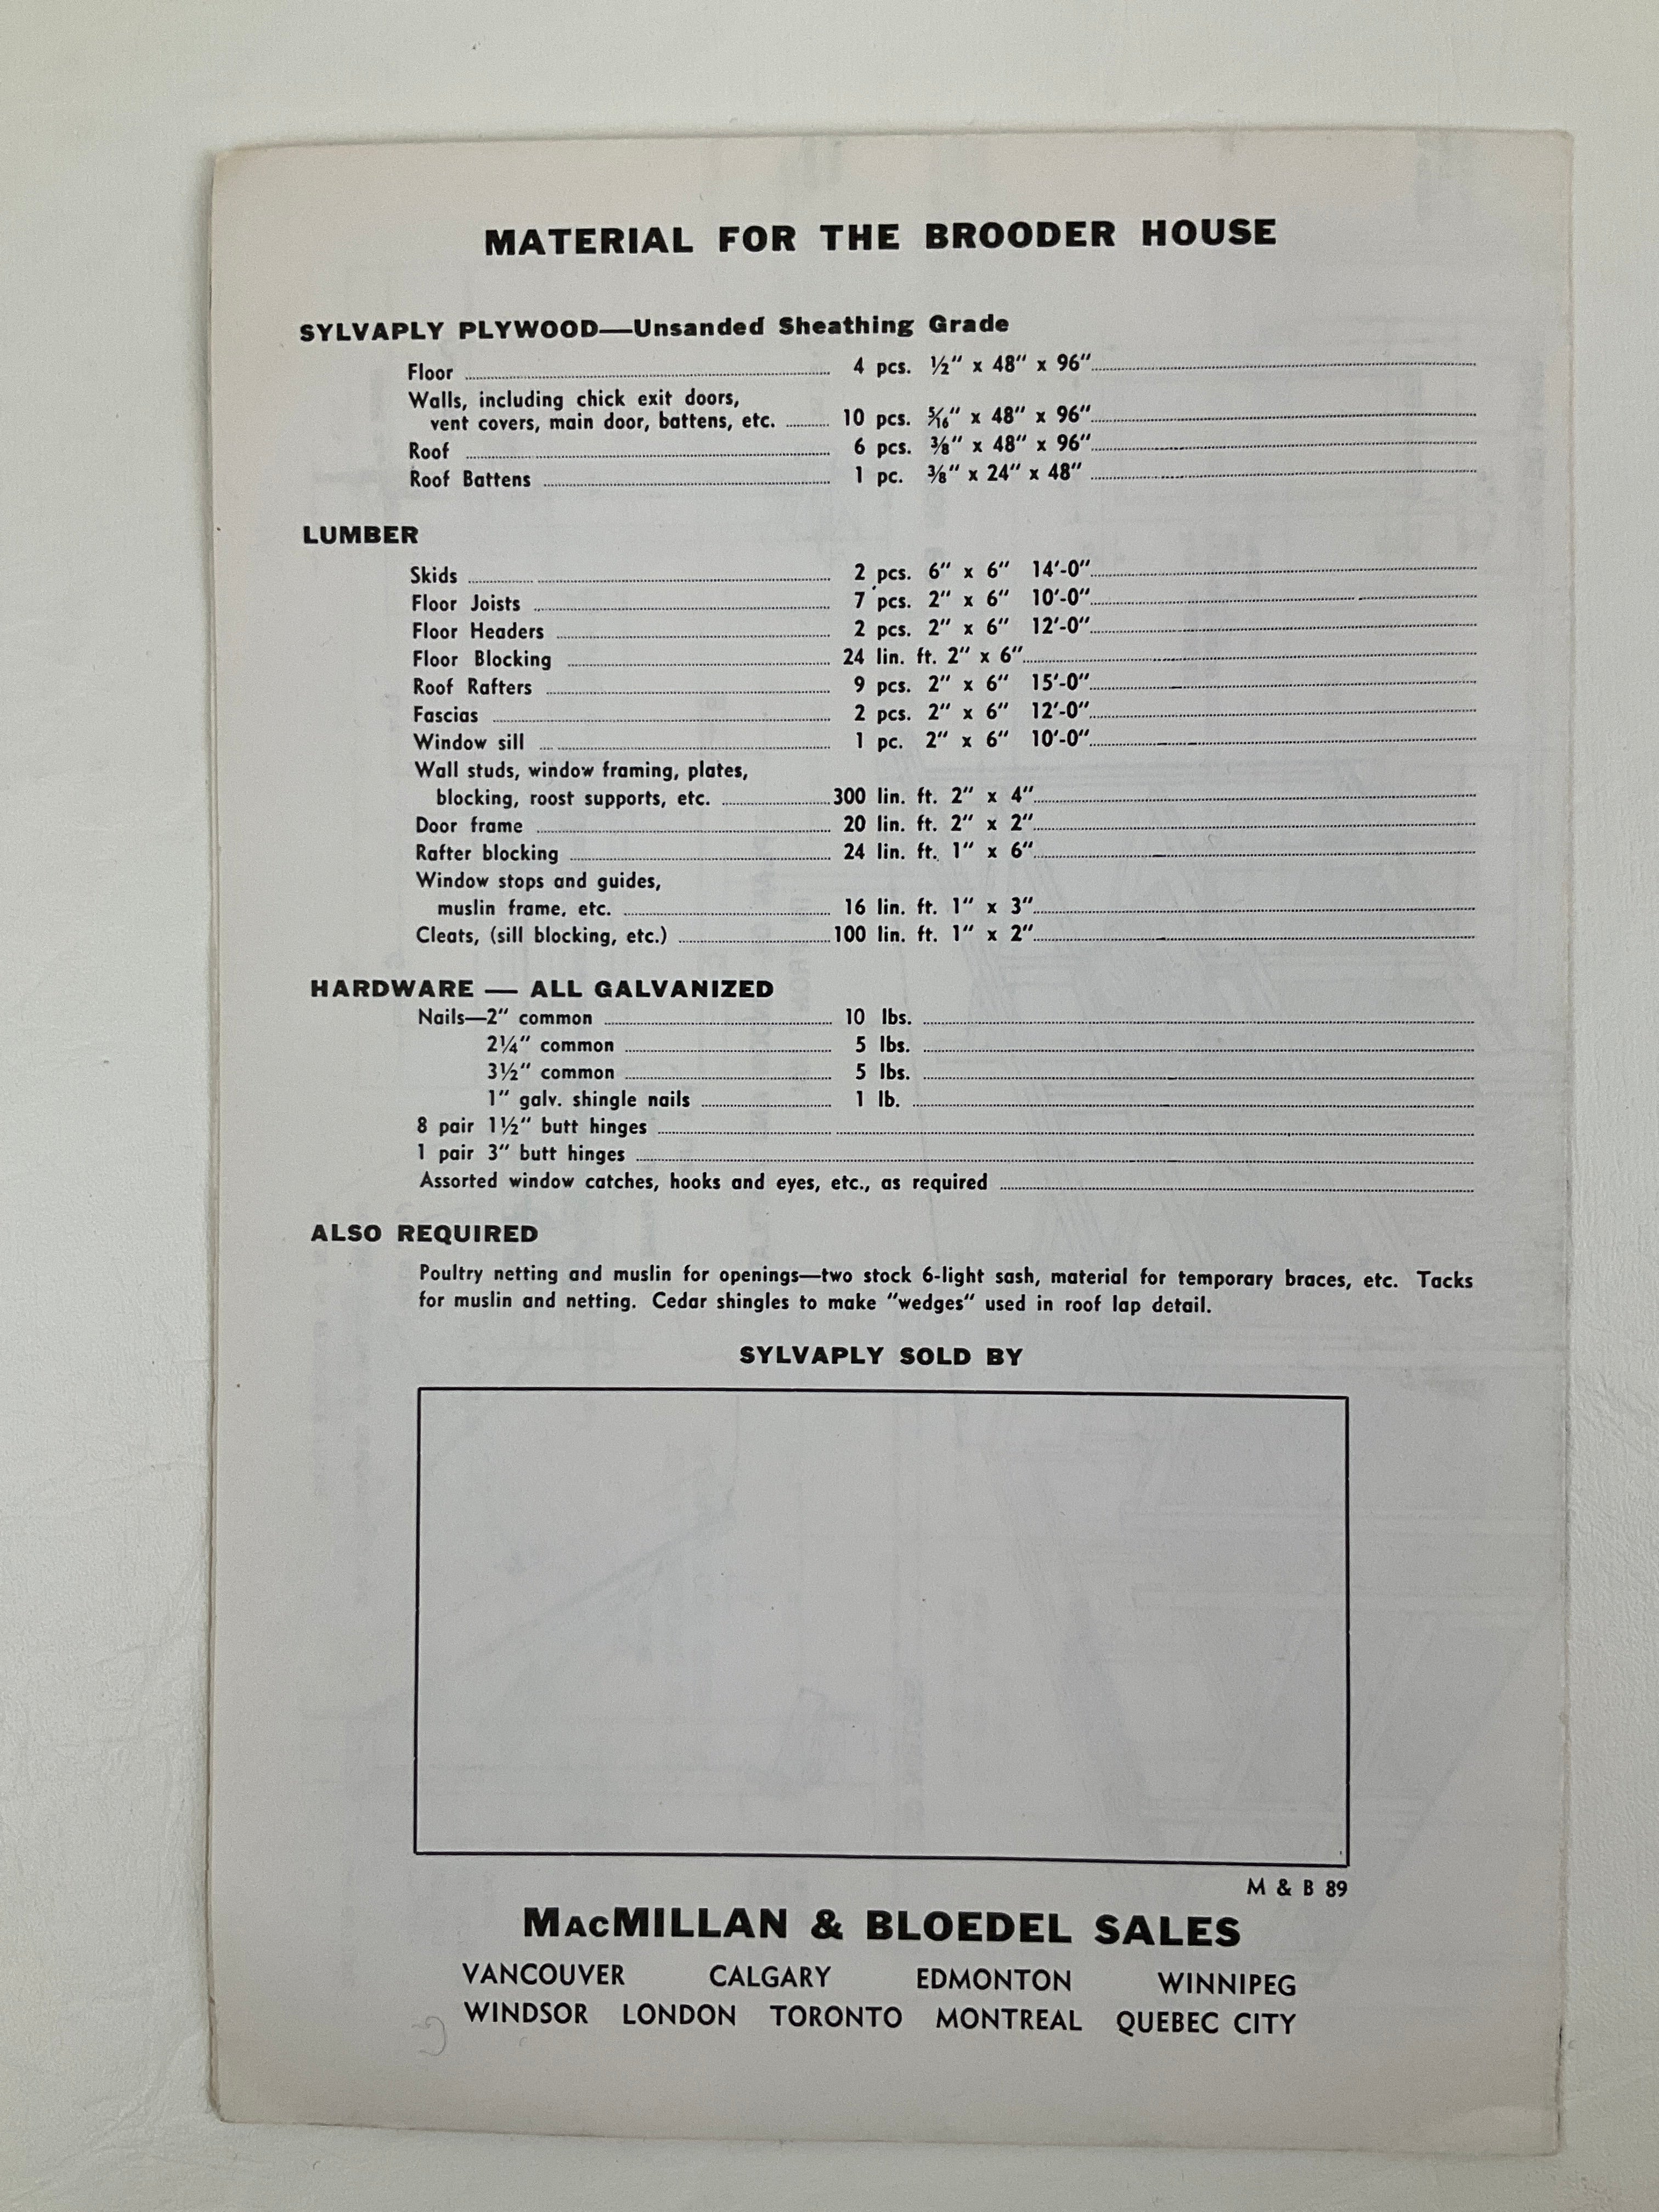 MATERIAL FOR THE BROODER HOUSE
SYLVAPLY PLYWOOD—Unsanded Sheathing Grade
Floor 4 pcs. ½" x 48" x 96"
Walls, including chick exit doors,
vent covers, main door, battens, etc. 10 pcs. 5/16" x 48" x 96"
Roof 6 pcs. ⅜" x 48" x 96"
Roof Battens 1 pc. ⅜" x 24" x 48"
LUMBER
Skids 2 pcs. 6" x 6" 14'-0"
Floor Joists 7 pcs. 2" x 6" 10'-0"
Floor Headers 2 pcs. 2" x 6" 12'-0"
Floor Blocking 24 lin. ft. 2" x 6"
Roof Rafters 9 pcs. 2" x 6" 15'-0"
Fascias 2 pcs. 2" x 6" 12'-0"
Window sill 1 pc. 2" x 6" 10'-0"
Wall studs, window framing, plates,
blocking, roost supports, etc. 300 lin. ft. 2" x 4"
Door frame 20 lin. ft. 2" x 2"
Rafter blocking 24 lin. ft. 1" x 6"
Window stops and guides,
muslin frame, etc. 16 lin. ft. 1" x 3"
Cleats, (sill blocking, etc.) 100 lin. ft. 1" x 2"
HARDWARE — ALL GALVANIZED
Nails—2" common 10 lbs.
2¼" common 5 lbs.
3½" common 5 lbs.
1" galv. shingle nails 1 lb.
8 pair 1½" butt hinges
1 pair 3" butt hinges
Assorted window catches, hooks and eyes, etc., as required
ALSO REQUIRED
Poultry netting and muslin for openings—two stock 6-light sash, material for temporary braces, etc. Tacks
for muslin and netting. Cedar shingles to make "wedges" used in roof lap detail.
SYLVAPLY SOLD BY
M & B 89
MacMILLAN & BLOEDEL SALES
VANCOUVER CALGARY EDMONTON WINNIPEG
WINDSOR LONDON TORONTO MONTREAL QUEBEC CITY